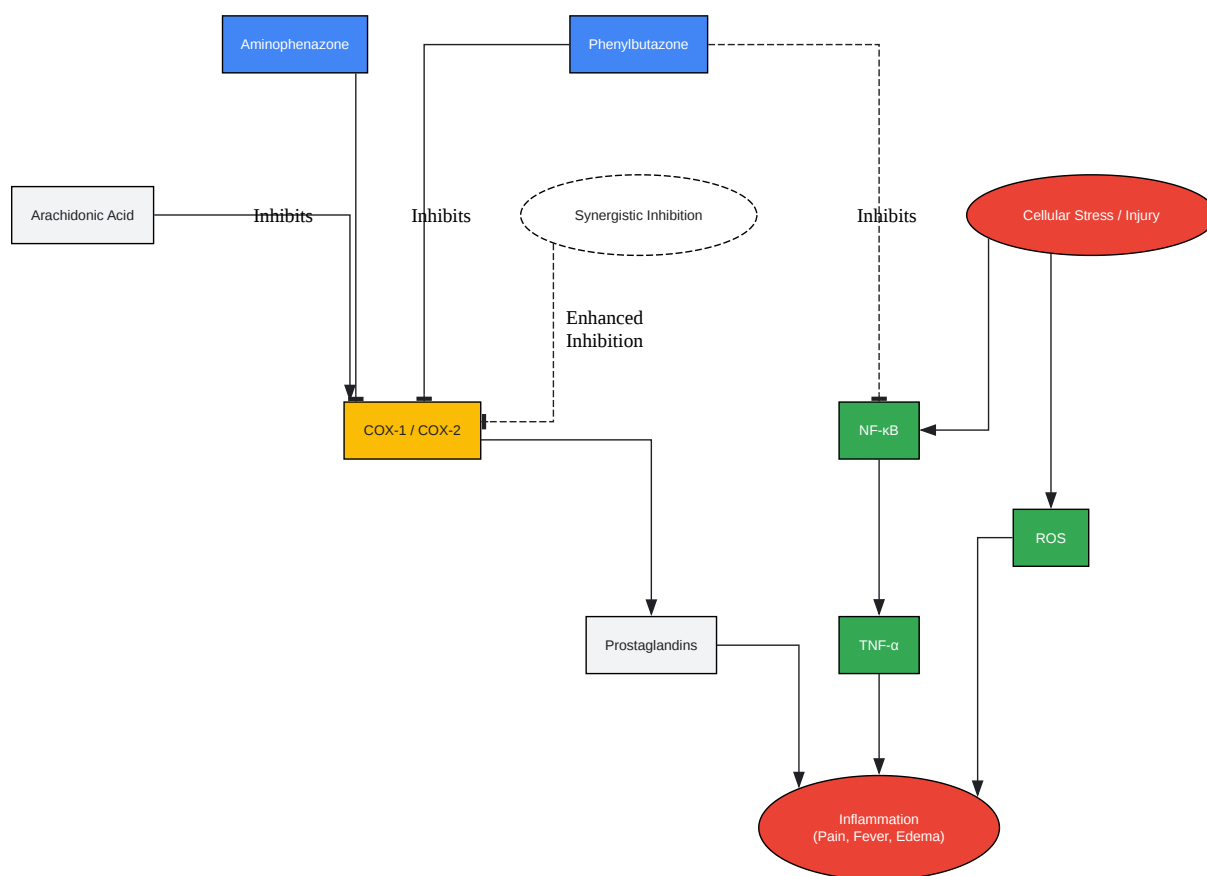 Aminophenazone
Phenylbutazone
Arachidonic Acid
Inhibits
Inhibits
Synergistic Inhibition
Inhibits
Cellular Stress / Injury
Enhanced
Inhibition
COX-1 / COX-2
NF-κB
ROS
Prostaglandins
TNF-α
Inflammation
(Pain, Fever, Edema)